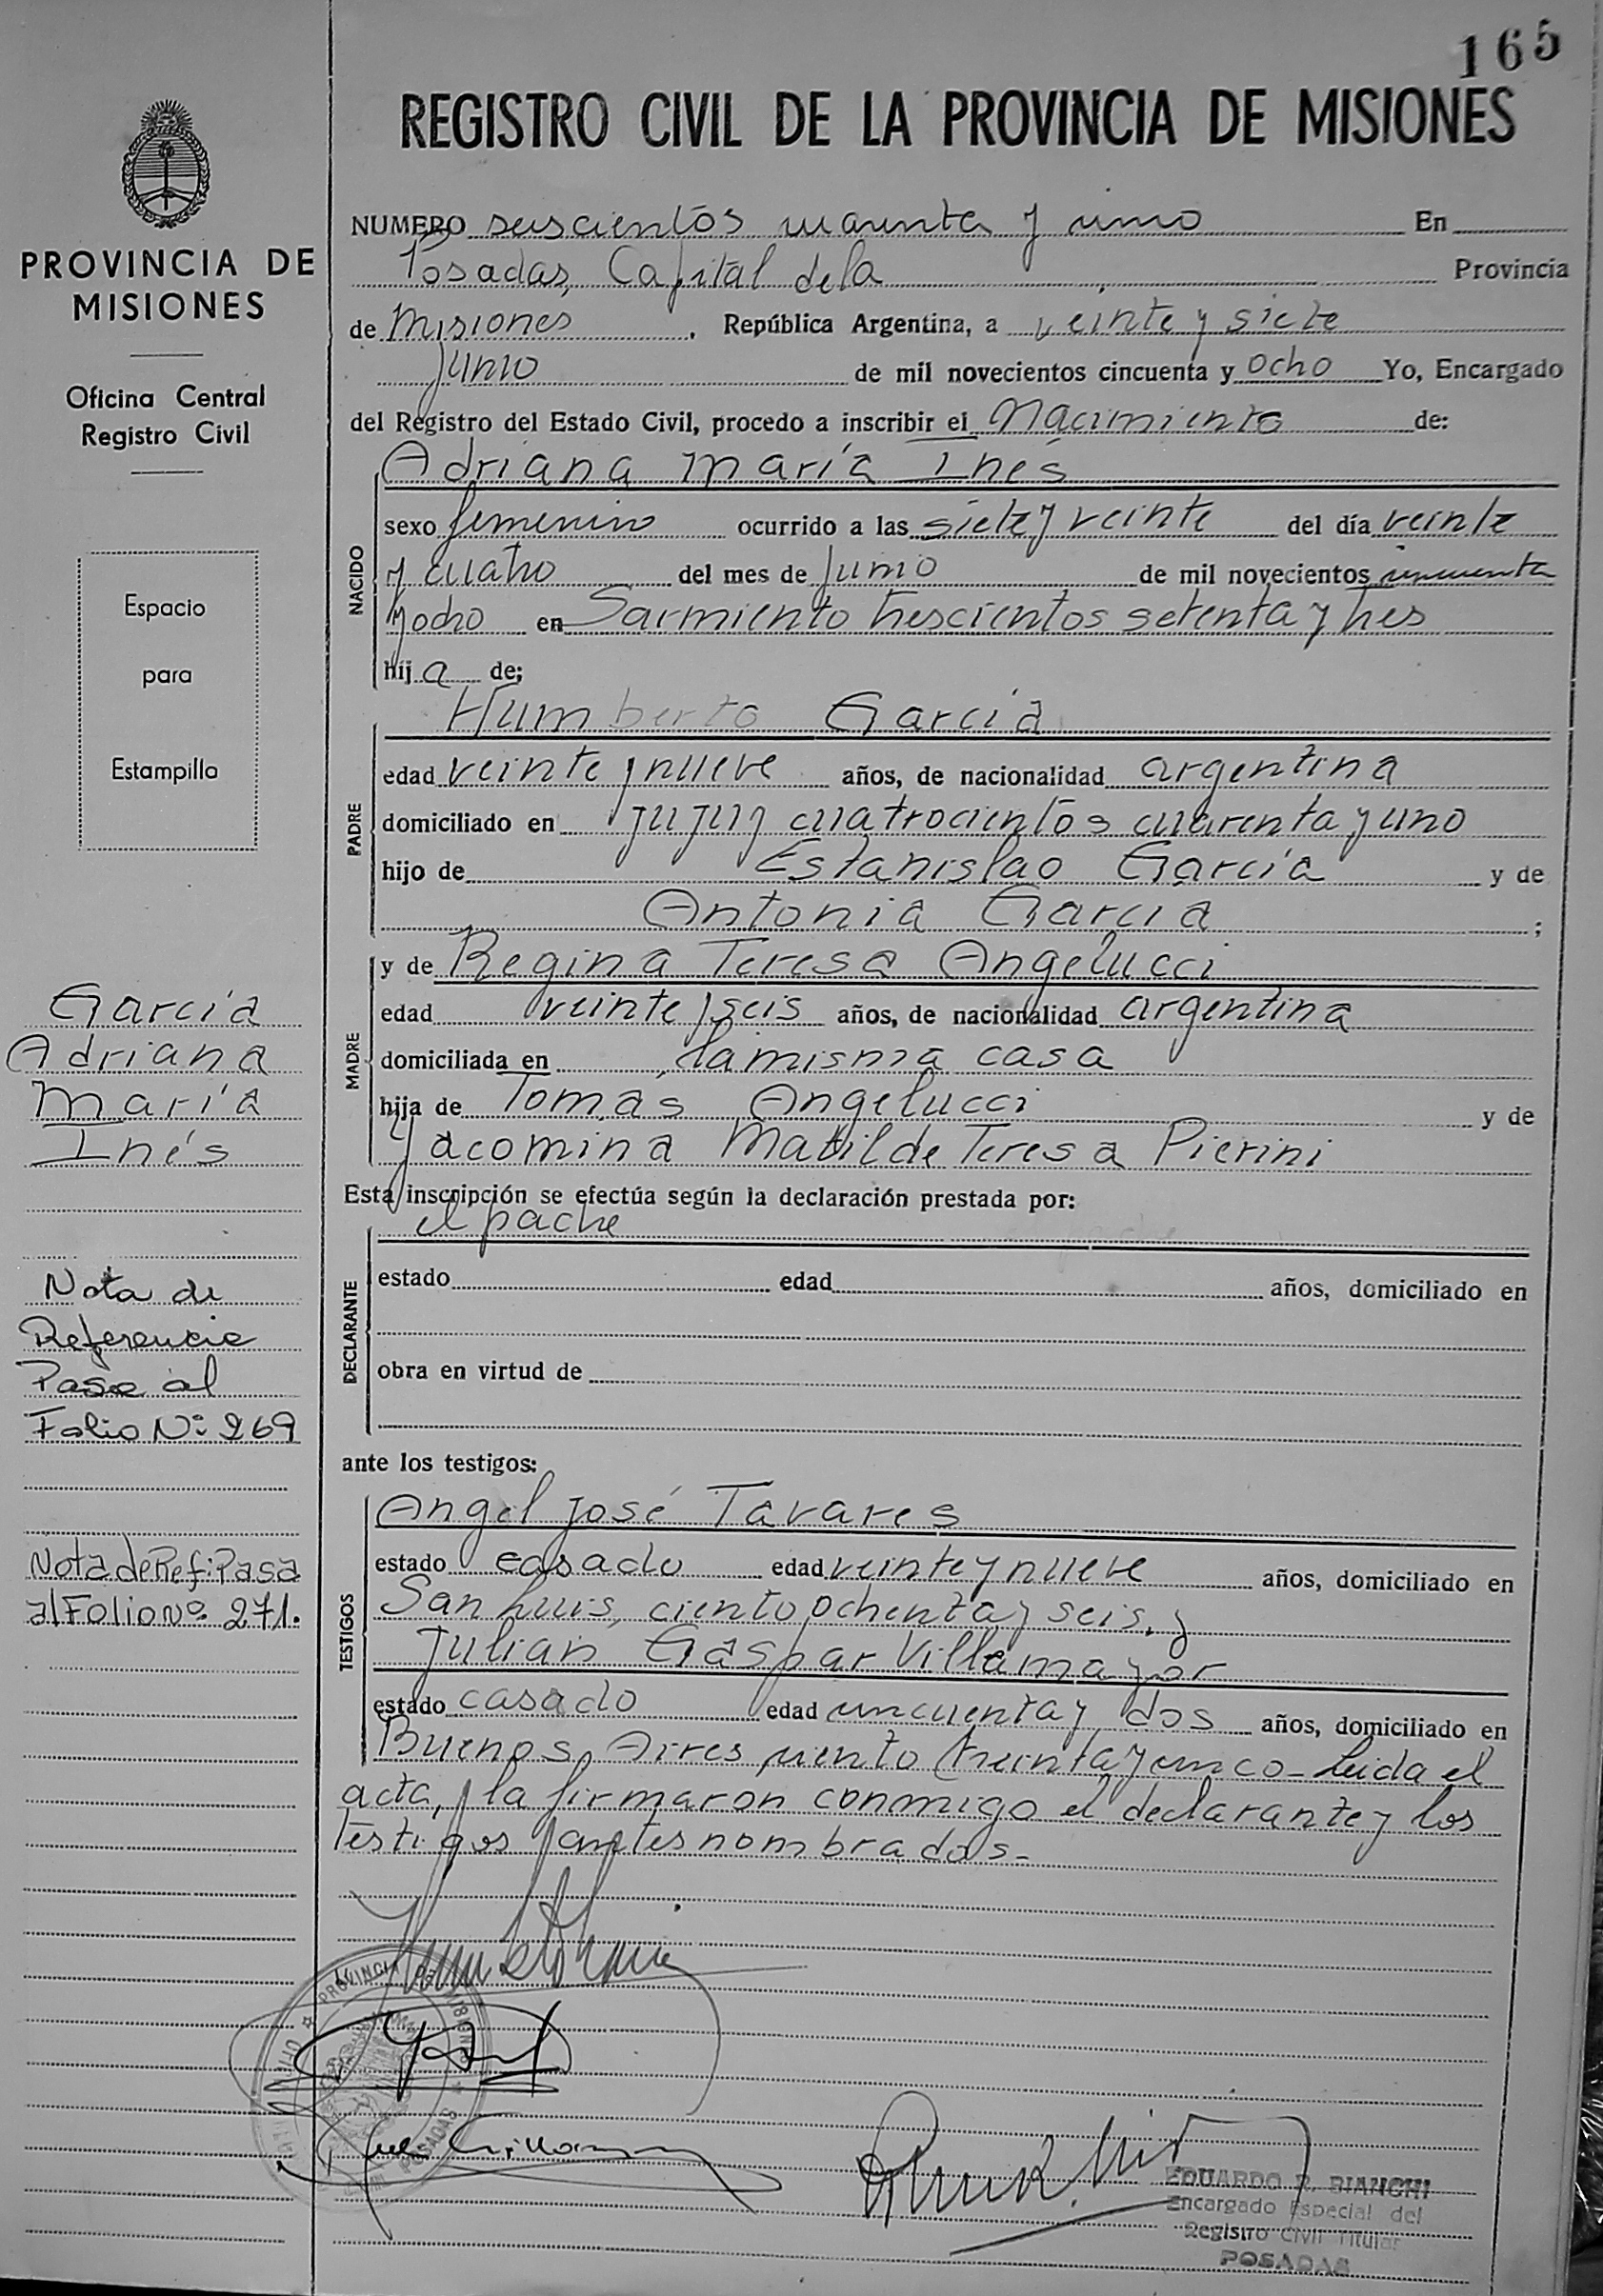 165
REGISTRO CIVIL DE LA PROVINCIA DE MISIONES
PROVINCIA DE
MISIONES
Oficina Central
Registro Civil
Espacio
para
Estampilla
García
Adriana
María
Inés
Nota de
Referencia
Pasa al
Folio Nº 269
Nota de Ref: Pasa
al Folio Nº 271.
NUMERO seiscientos cuarenta y uno En
Posadas, Capital de la Provincia
de Misiones, República Argentina, a veinte y siete
Junio de mil novecientos cincuenta y ocho Yo, Encargado
del Registro del Estado Civil, procedo a inscribir el Nacimiento de:
Adriana María Inés
NACIDO
sexo femenino ocurrido a las siete y veinte del día veinte
y cuatro del mes de Junio de mil novecientos cincuenta
y ocho en Sarmiento trescientos setenta y tres
hija de;
Humberto García
PADRE
edad veinte y nueve años, de nacionalidad argentina
domiciliado en Jujuy cuatrocientos cuarenta y uno
hijo de Estanislao García y de
Antonia García ;
MADRE
y de Regina Teresa Angelucci
edad veinte y seis años, de nacionalidad argentina
domiciliada en la misma casa
hija de Tomás Angelucci y de
Yacomina Matilde Teresa Pierini
Esta inscripción se efectúa según la declaración prestada por:
el padre
DECLARANTE
estado edad años, domiciliado en
obra en virtud de
ante los testigos:
TESTIGOS
Angel José Tavares
estado casado edad veinte y nueve años, domiciliado en
San Luis, ciento ochenta y seis, y
Julian Gaspar Villamayor
estado casado edad cincuenta y dos años, domiciliado en
Buenos Aires ciento treinta y cinco - Leida el
acta, la firmaron conmigo el declarante y los
testigos antes nombrados.-
PROVINCIA DE MISIONES
POSADAS
EDUARDO R. BIANCHI
Encargado Especial del
Registro Civil Titular
POSADAS